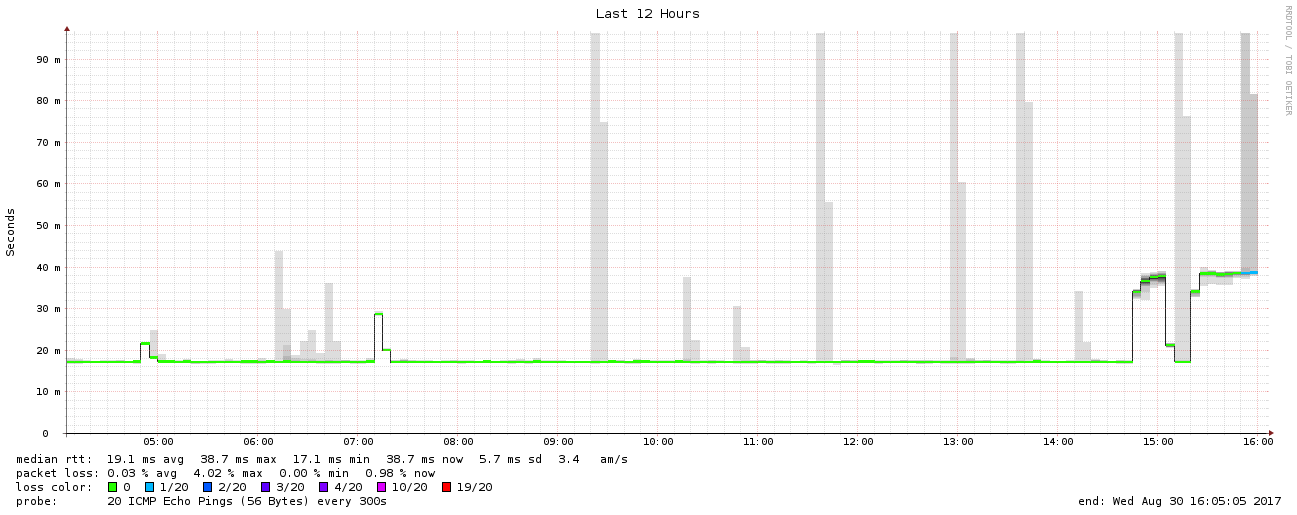 Last 12 Hours
RRDTOOL / TOBI OETIKER
Seconds
90 m
80 m
70 m
60 m
50 m
40 m
30 m
20 m
10 m
0
05:00 06:00 07:00 08:00 09:00 10:00 11:00 12:00 13:00 14:00 15:00 16:00
median rtt: 19.1 ms avg 38.7 ms max 17.1 ms min 38.7 ms now 5.7 ms sd 3.4 am/s
packet loss: 0.03 % avg 4.02 % max 0.00 % min 0.98 % now
loss color: 0 1/20 2/20 3/20 4/20 10/20 19/20
probe: 20 ICMP Echo Pings (56 Bytes) every 300s end: Wed Aug 30 16:05:05 2017